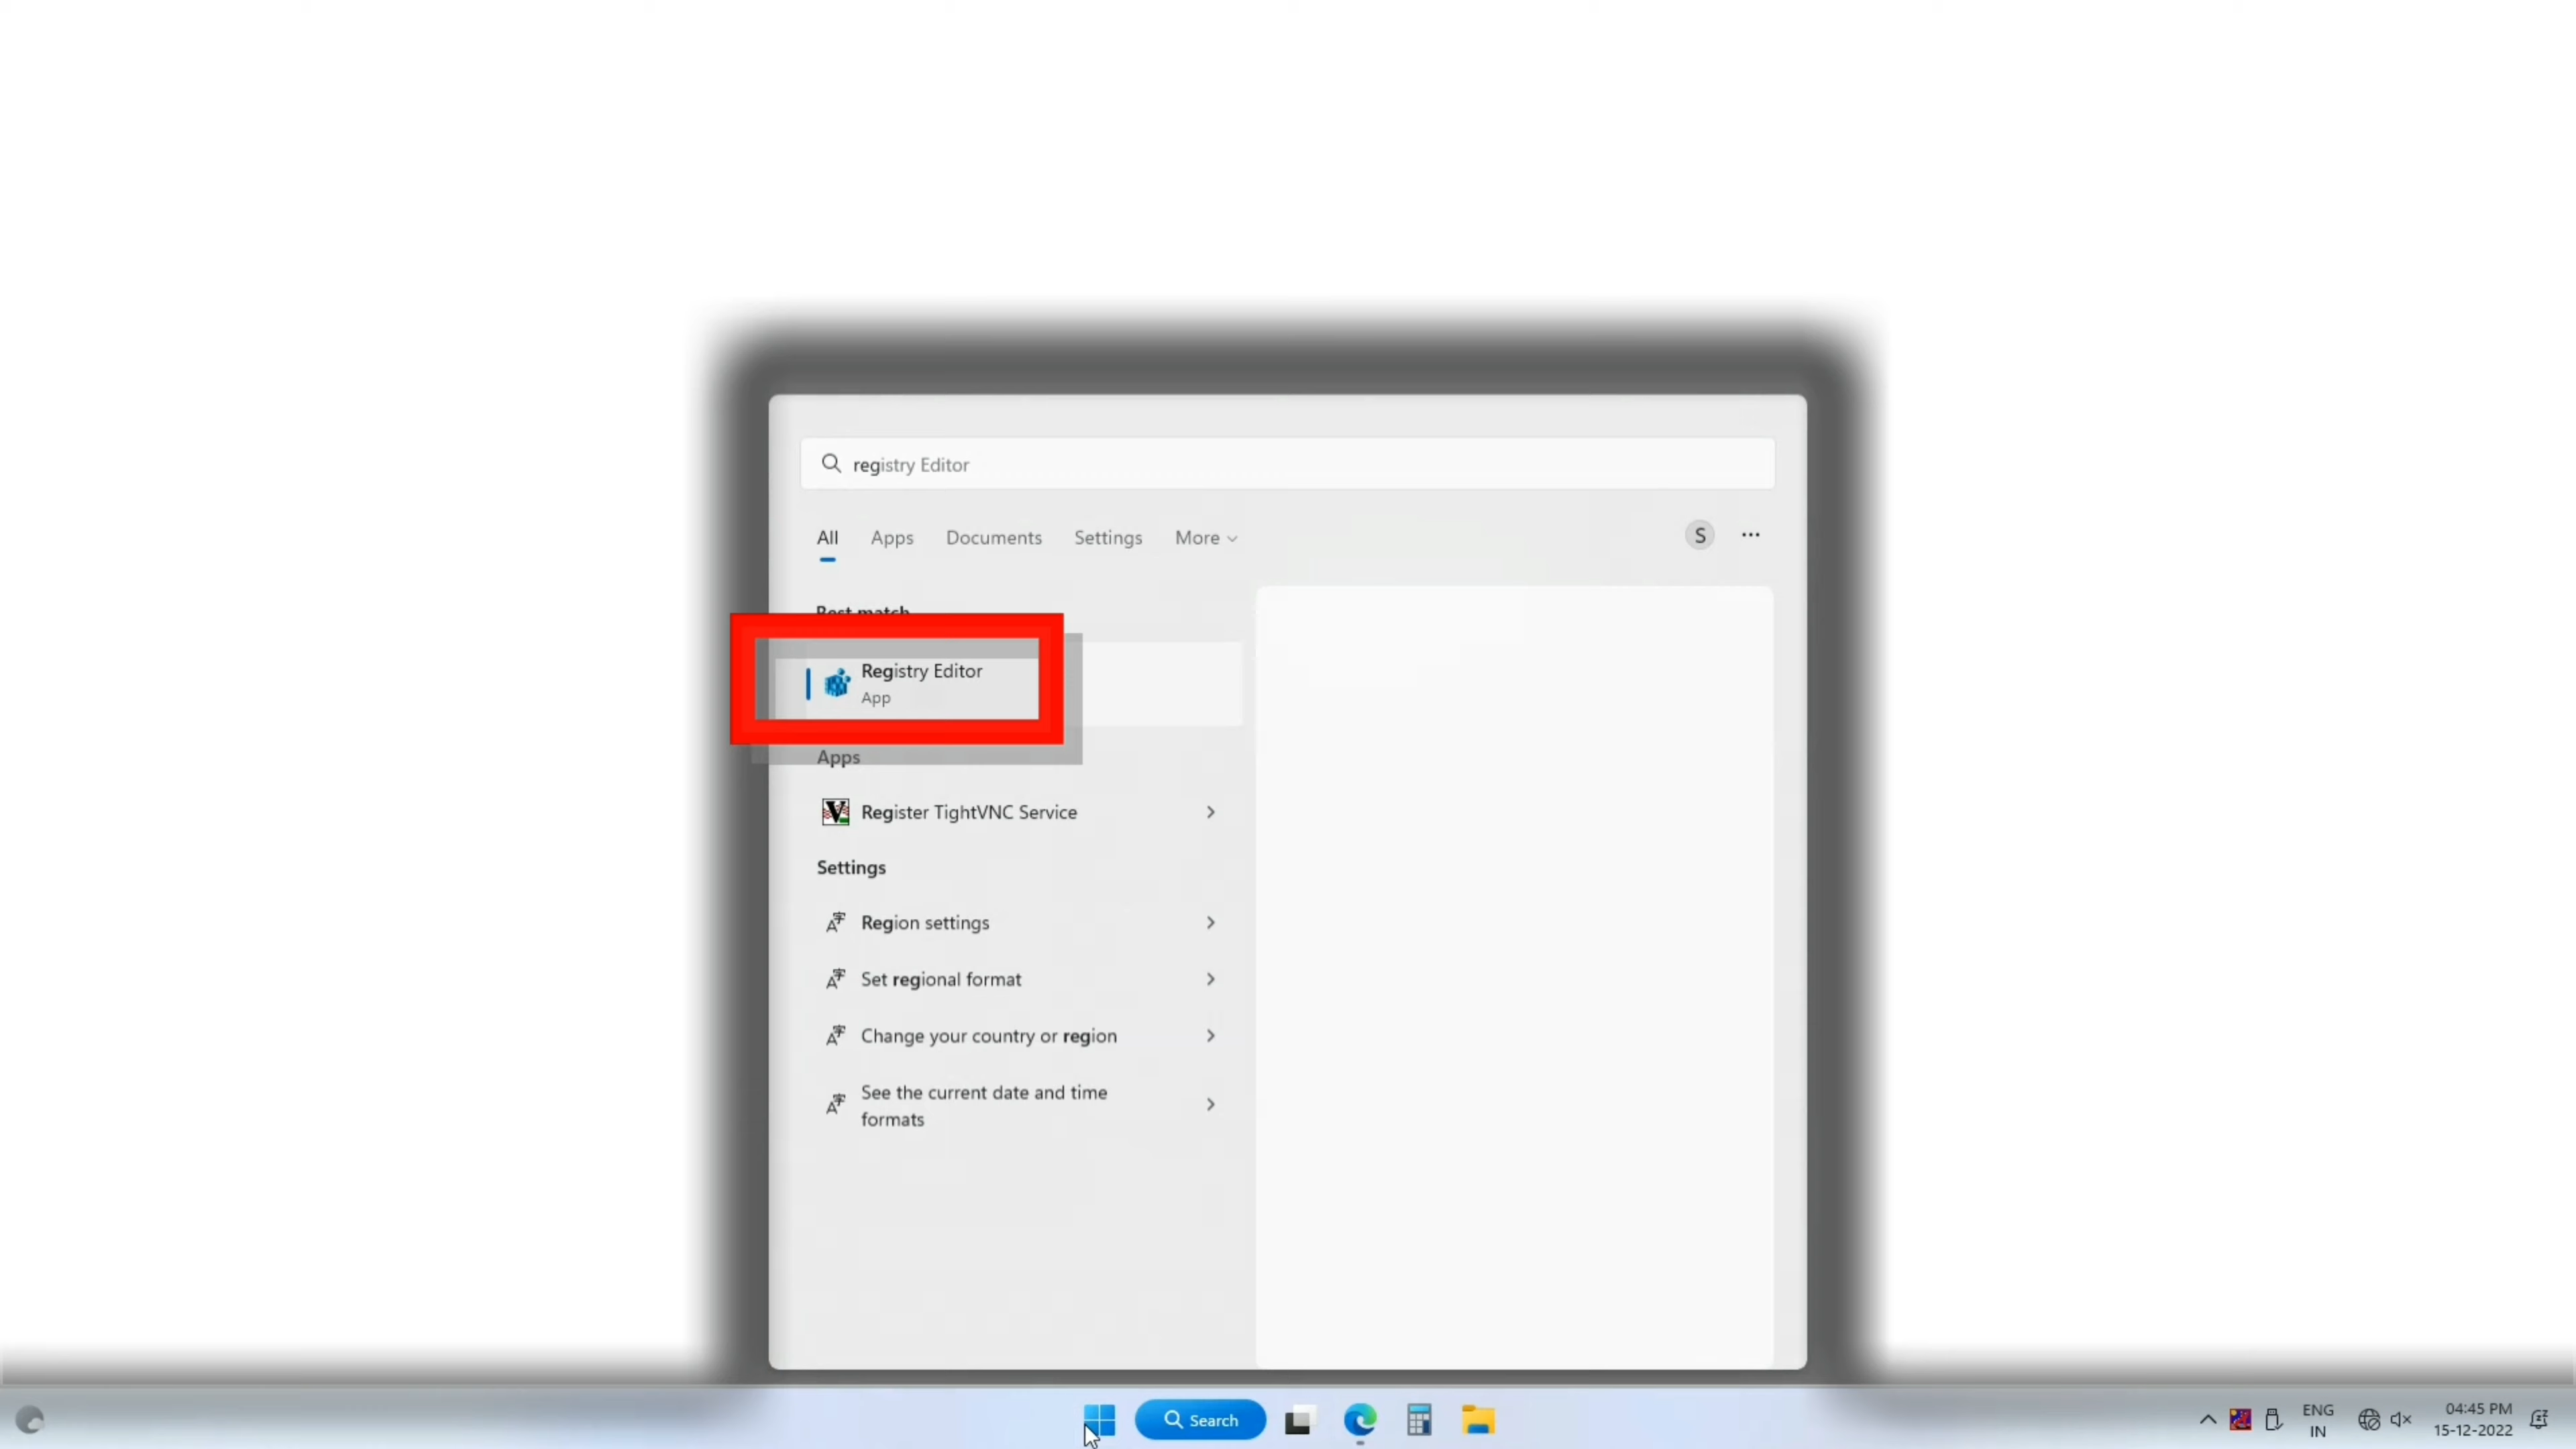 registry Editor
All Apps Documents Settings More
S
Best match
Registry Editor
App
Apps
Register TightVNC Service
Settings
Region settings
Set regional format
Change your country or region
See the current date and time
formats
Search
ENG
IN
04:45 PM
15-12-2022